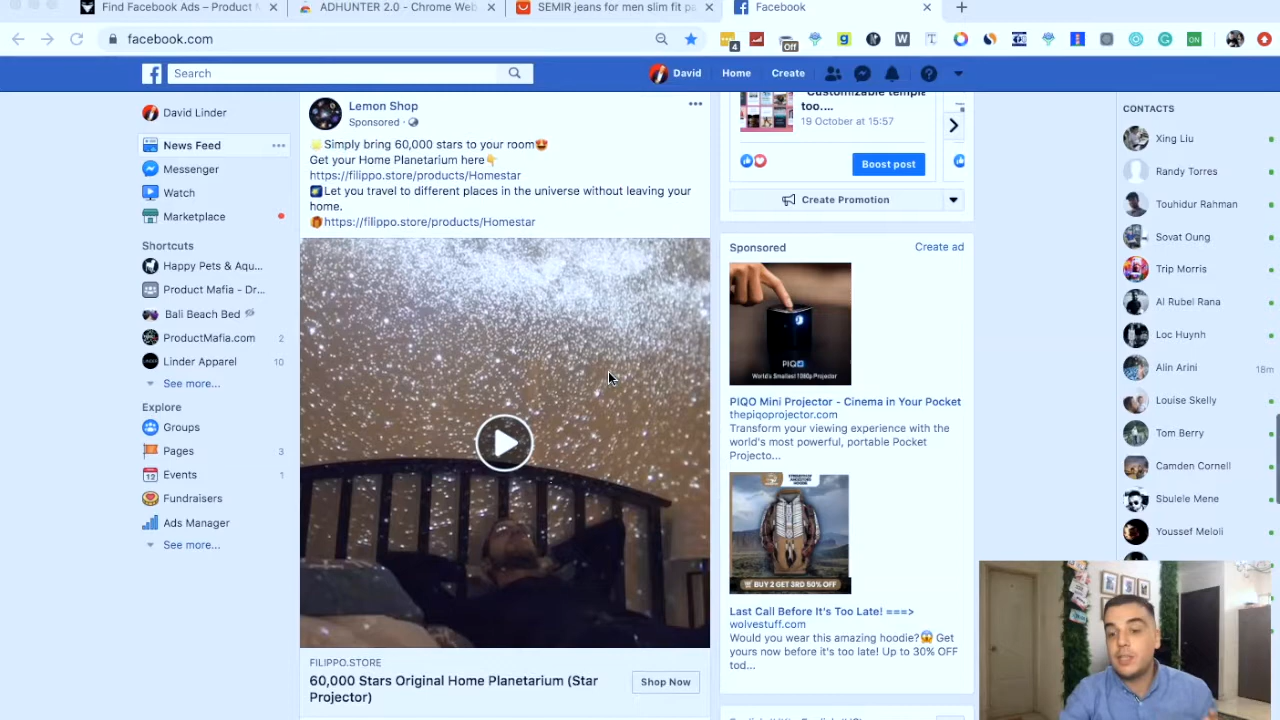 Find Facebook Ads – Product M
ADHUNTER 2.0 - Chrome Web
SEMIR jeans for men slim fit pa
Facebook
facebook.com
4
Off
W
ON
Search
David
Home
Create
David Linder
News Feed
Messenger
Watch
Marketplace
Shortcuts
Happy Pets & Aqu...
Product Mafia - Dr...
Bali Beach Bed
ProductMafia.com 2
Linder Apparel 10
See more...
Explore
Groups
Pages 3
Events 1
Fundraisers
Ads Manager
See more...
Lemon Shop
Sponsored ·
Simply bring 60,000 stars to your room
Get your Home Planetarium here
https://filippo.store/products/Homestar
Let you travel to different places in the universe without leaving your
home.
https://filippo.store/products/Homestar
FILIPPO.STORE
60,000 Stars Original Home Planetarium (Star
Projector)
Shop Now
too....
19 October at 15:57
Boost post
Create Promotion
Sponsored
Create ad
PIQO
World's Smallest 1080p Projector
PIQO Mini Projector - Cinema in Your Pocket
thepiqoprojector.com
Transform your viewing experience with the
world's most powerful, portable Pocket
Projecto...
BUY 2 GET 3RD 50% OFF
Last Call Before It's Too Late! ===>
wolvestuff.com
Would you wear this amazing hoodie? Get
yours now before it's too late! Up to 30% OFF
tod...
CONTACTS
Xing Liu
Randy Torres
Touhidur Rahman
Sovat Oung
Trip Morris
Al Rubel Rana
Loc Huynh
Alin Arini 18m
Louise Skelly
Tom Berry
Camden Cornell
Sbulele Mene
Youssef Meloli